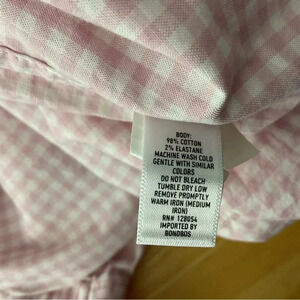 BODY:
98% COTTON
2% ELASTANE
MACHINE WASH COLD
GENTLE WITH SIMILAR
COLORS
DO NOT BLEACH
TUMBLE DRY LOW
REMOVE PROMPTLY
WARM IRON (MEDIUM
IRON)
RN# 128054
IMPORTED BY
BONOBOS